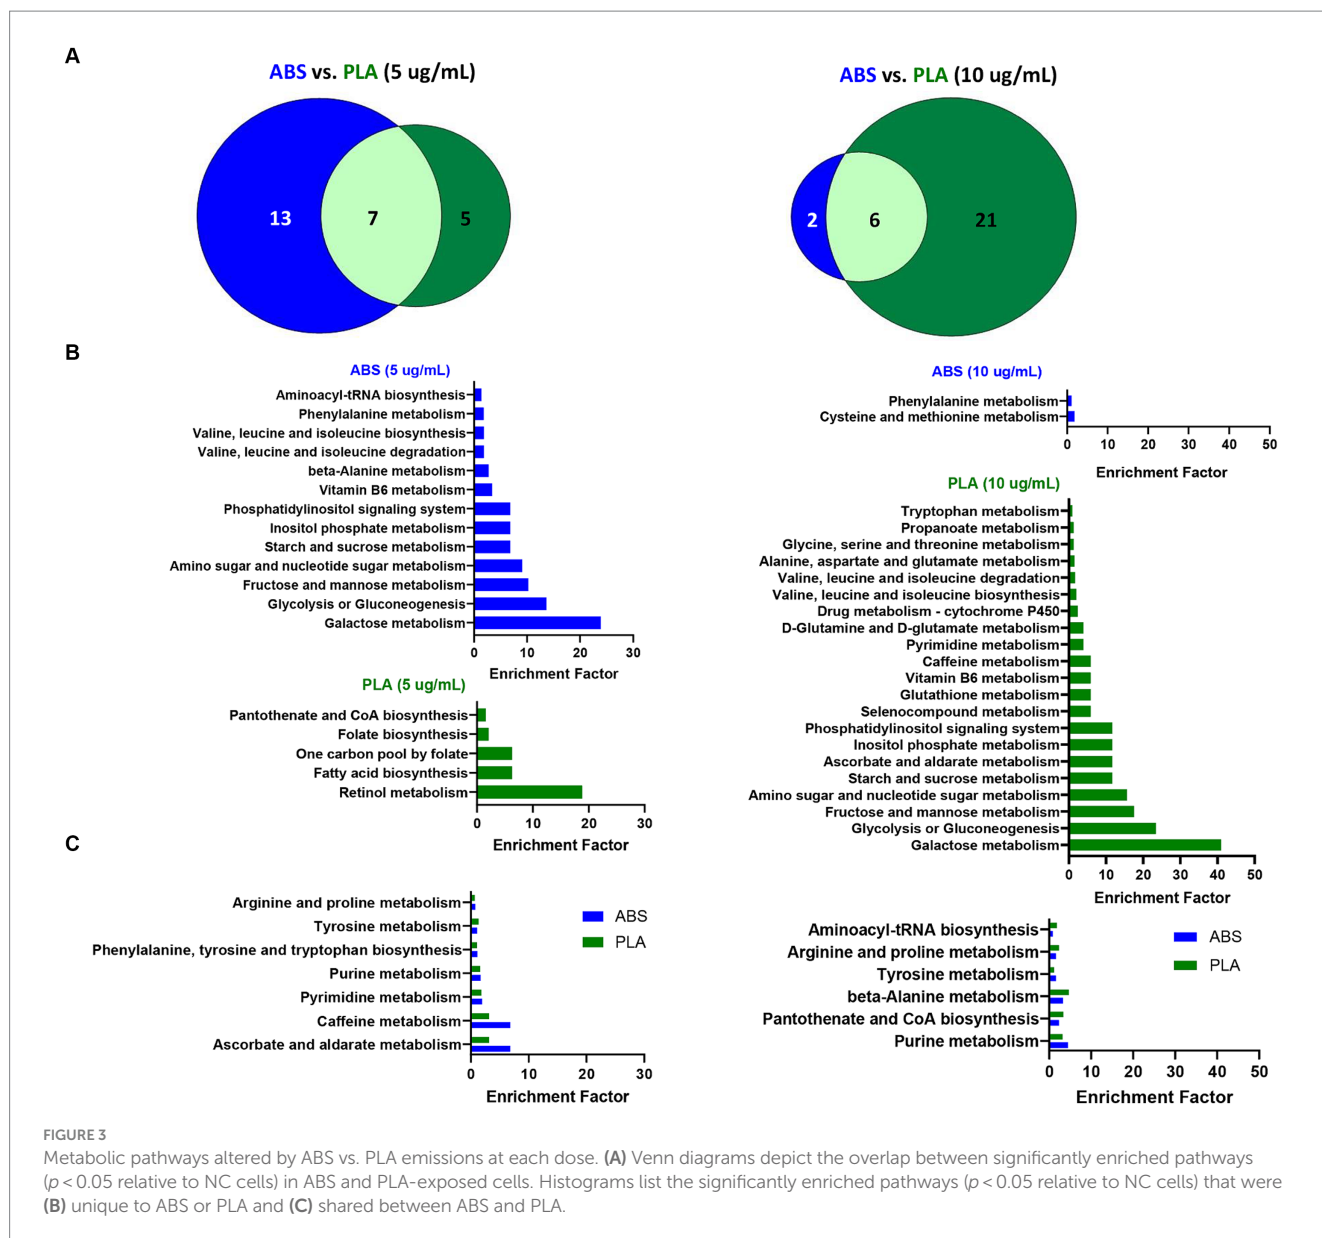 A
ABS vs. PLA (5 ug/mL)
13
7
5
ABS vs. PLA (10 ug/mL)
2
6
21
B
ABS (5 ug/mL)
Aminoacyl-tRNA biosynthesis
Phenylalanine metabolism
Valine, leucine and isoleucine biosynthesis
Valine, leucine and isoleucine degradation
beta-Alanine metabolism
Vitamin B6 metabolism
Phosphatidylinositol signaling system
Inositol phosphate metabolism
Starch and sucrose metabolism
Amino sugar and nucleotide sugar metabolism
Fructose and mannose metabolism
Glycolysis or Gluconeogenesis
Galactose metabolism
0 10 20 30
Enrichment Factor
PLA (5 ug/mL)
Pantothenate and CoA biosynthesis
Folate biosynthesis
One carbon pool by folate
Fatty acid biosynthesis
Retinol metabolism
0 10 20 30
Enrichment Factor
ABS (10 ug/mL)
Phenylalanine metabolism
Cysteine and methionine metabolism
0 10 20 30 40 50
Enrichment Factor
PLA (10 ug/mL)
Tryptophan metabolism
Propanoate metabolism
Glycine, serine and threonine metabolism
Alanine, aspartate and glutamate metabolism
Valine, leucine and isoleucine degradation
Valine, leucine and isoleucine biosynthesis
Drug metabolism - cytochrome P450
D-Glutamine and D-glutamate metabolism
Pyrimidine metabolism
Caffeine metabolism
Vitamin B6 metabolism
Glutathione metabolism
Selenocompound metabolism
Phosphatidylinositol signaling system
Inositol phosphate metabolism
Ascorbate and aldarate metabolism
Starch and sucrose metabolism
Amino sugar and nucleotide sugar metabolism
Fructose and mannose metabolism
Glycolysis or Gluconeogenesis
Galactose metabolism
0 10 20 30 40 50
Enrichment Factor
C
Arginine and proline metabolism
Tyrosine metabolism
Phenylalanine, tyrosine and tryptophan biosynthesis
Purine metabolism
Pyrimidine metabolism
Caffeine metabolism
Ascorbate and aldarate metabolism
ABS
PLA
0 10 20 30
Enrichment Factor
Aminoacyl-tRNA biosynthesis
Arginine and proline metabolism
Tyrosine metabolism
beta-Alanine metabolism
Pantothenate and CoA biosynthesis
Purine metabolism
ABS
PLA
0 10 20 30 40 50
Enrichment Factor
FIGURE 3
Metabolic pathways altered by ABS vs. PLA emissions at each dose. (A) Venn diagrams depict the overlap between significantly enriched pathways
(p < 0.05 relative to NC cells) in ABS and PLA-exposed cells. Histograms list the significantly enriched pathways (p < 0.05 relative to NC cells) that were
(B) unique to ABS or PLA and (C) shared between ABS and PLA.